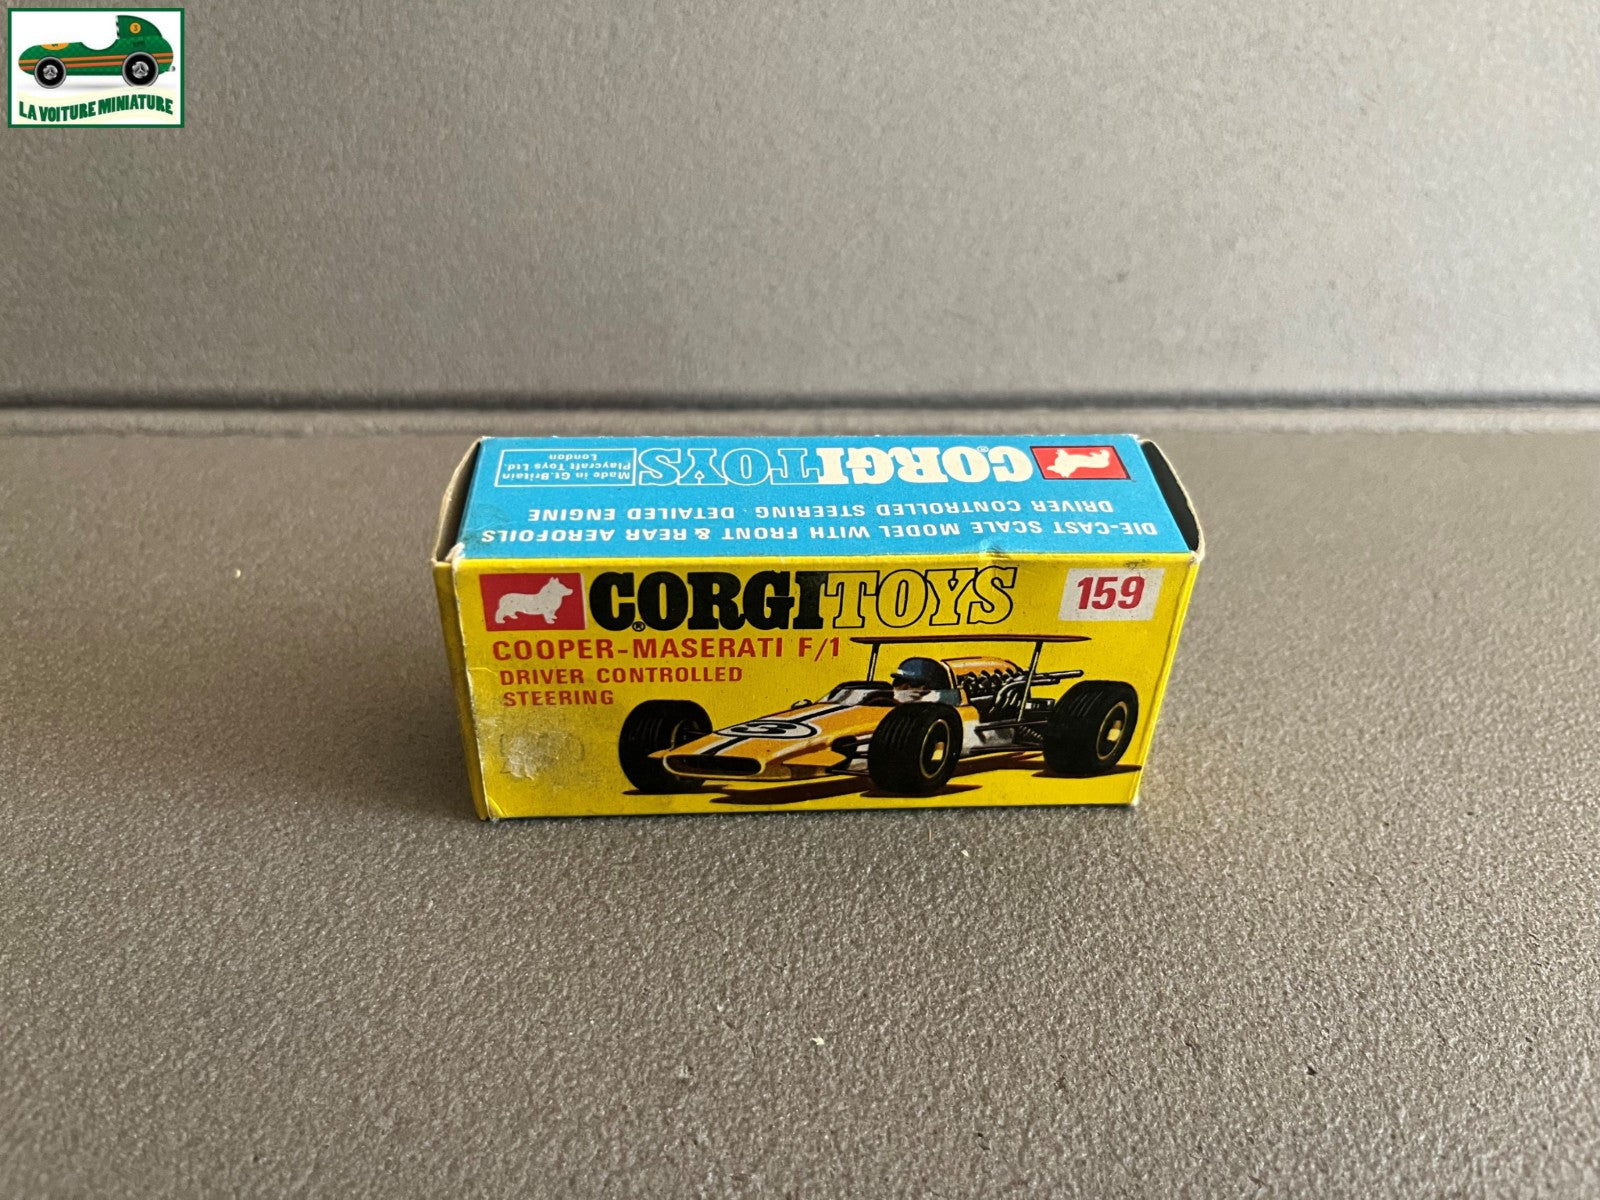 LA VOITURE MINIATURE
CORGI TOYS
Made in Gt. Britain
Playcraft Toys Ltd.
London
DIE-CAST SCALE MODEL WITH FRONT & REAR AEROFOILS
DRIVER CONTROLLED STEERING · DETAILED ENGINE
CORGI TOYS
®
159
COOPER-MASERATI F/1
DRIVER CONTROLLED
STEERING
3